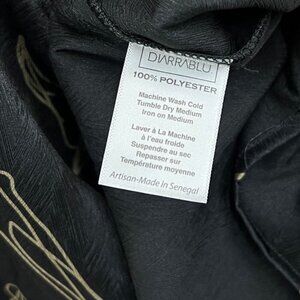 DIARRABLU
100% POLYESTER
Machine Wash Cold
Tumble Dry Medium
Iron on Medium
Laver à La Machine
à l'eau froide
Suspendre au sec
Repasser sur
Température moyenne
Artisan-Made in Senegal